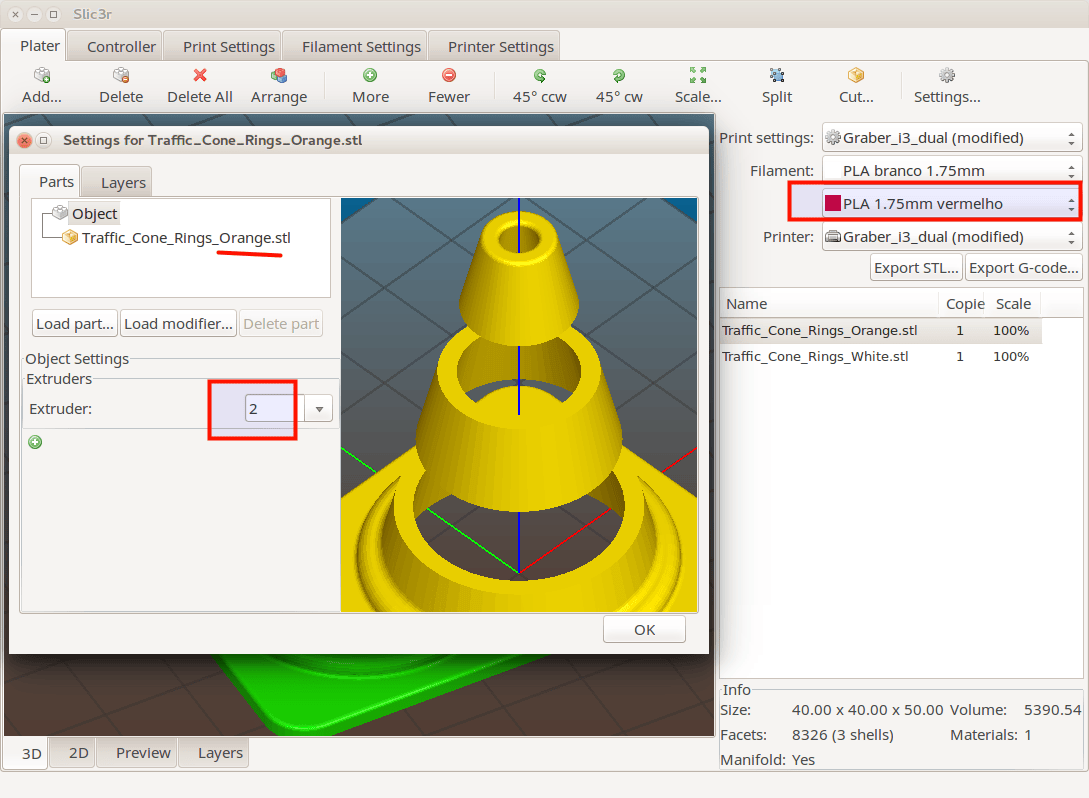 Slic3r
Plater Controller Print Settings Filament Settings Printer Settings
Add... Delete Delete All Arrange More Fewer 45° ccw 45° cw Scale... Split Cut... Settings...
Settings for Traffic_Cone_Rings_Orange.stl
Parts Layers
Object
Traffic_Cone_Rings_Orange.stl
Load part... Load modifier... Delete part
Object Settings
Extruders
Extruder: 2
OK
Print settings: Graber_i3_dual (modified)
Filament: PLA branco 1.75mm
PLA 1.75mm vermelho
Printer: Graber_i3_dual (modified)
Export STL... Export G-code...
Name Copie Scale
Traffic_Cone_Rings_Orange.stl 1 100%
Traffic_Cone_Rings_White.stl 1 100%
Info
Size: 40.00 x 40.00 x 50.00 Volume: 5390.54
Facets: 8326 (3 shells) Materials: 1
Manifold: Yes
3D 2D Preview Layers